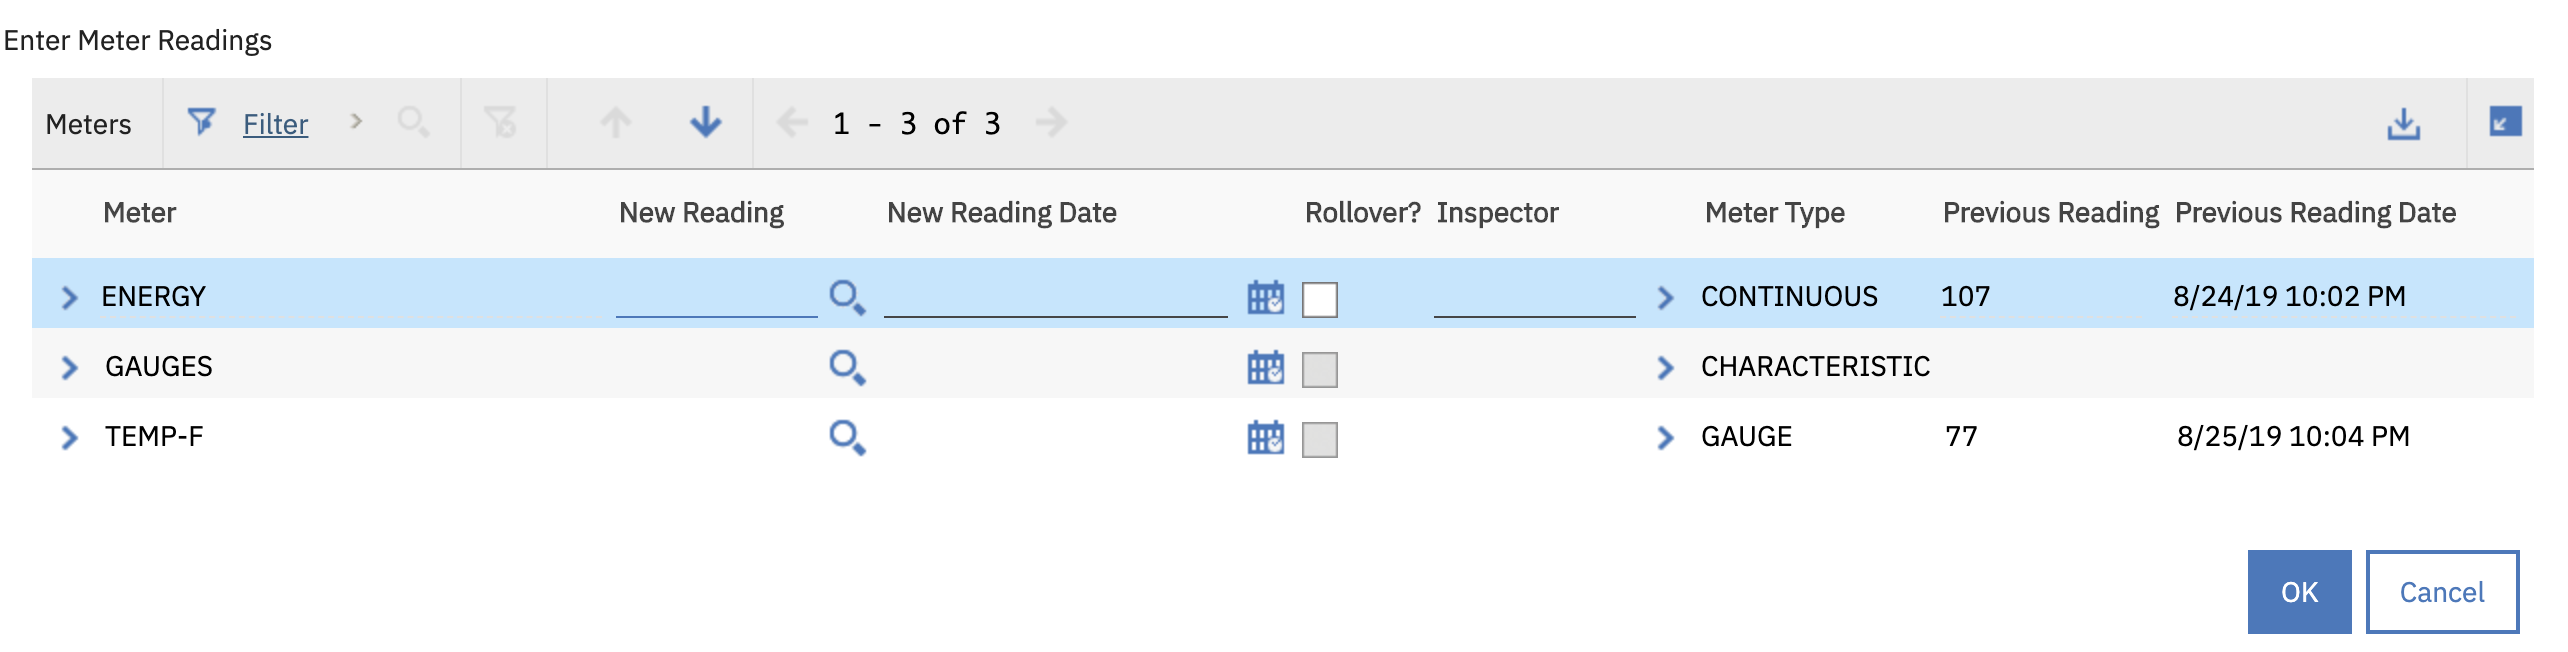 Enter Meter Readings
Meters Filter 1 - 3 of 3
Meter New Reading New Reading Date Rollover? Inspector Meter Type Previous Reading Previous Reading Date
ENERGY CONTINUOUS 107 8/24/19 10:02 PM
GAUGES CHARACTERISTIC
TEMP-F GAUGE 77 8/25/19 10:04 PM
OK Cancel